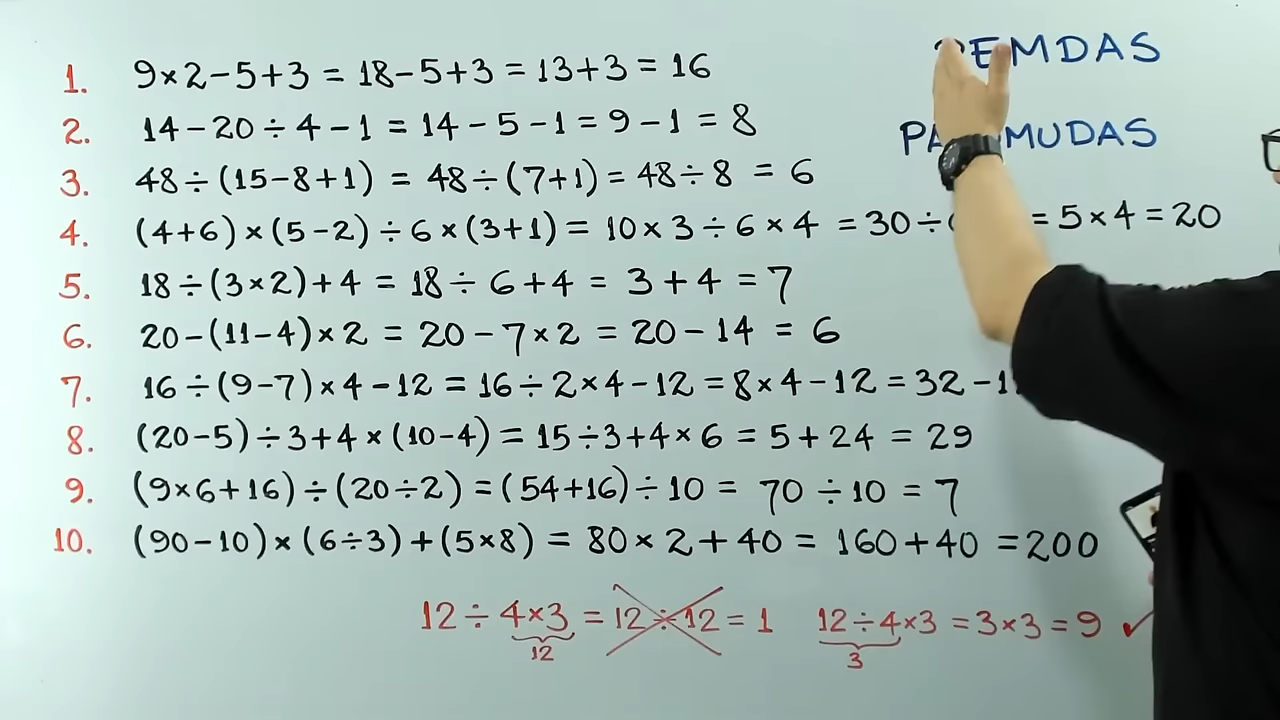 PEMDAS
1. 9×2−5+3 = 18−5+3 = 13+3 = 16
2. 14−20÷4−1 = 14−5−1 = 9−1 = 8
3. 48÷(15−8+1) = 48÷(7+1) = 48÷8 = 6
4. (4+6)×(5−2)÷6×(3+1) = 10×3÷6×4 = 30÷ = 5×4 = 20
5. 18÷(3×2)+4 = 18÷6+4 = 3+4 = 7
6. 20−(11−4)×2 = 20−7×2 = 20−14 = 6
7. 16÷(9−7)×4−12 = 16÷2×4−12 = 8×4−12 = 32−1
8. (20−5)÷3+4×(10−4) = 15÷3+4×6 = 5+24 = 29
9. (9×6+16)÷(20÷2) = (54+16)÷10 = 70÷10 = 7
10. (90−10)×(6÷3)+(5×8) = 80×2+40 = 160+40 = 200
12÷4×3 = 12÷12 = 1 12÷4×3 = 3×3 = 9 ✓
12 3